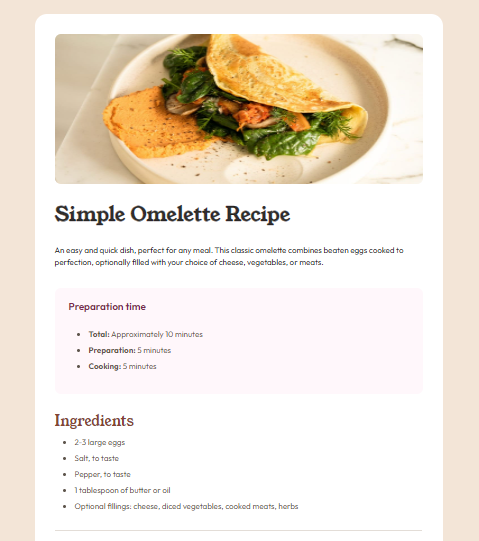 Simple Omelette Recipe
An easy and quick dish, perfect for any meal. This classic omelette combines beaten eggs cooked to
perfection, optionally filled with your choice of cheese, vegetables, or meats.
Preparation time
• Total: Approximately 10 minutes
• Preparation: 5 minutes
• Cooking: 5 minutes
Ingredients
• 2-3 large eggs
• Salt, to taste
• Pepper, to taste
• 1 tablespoon of butter or oil
• Optional fillings: cheese, diced vegetables, cooked meats, herbs